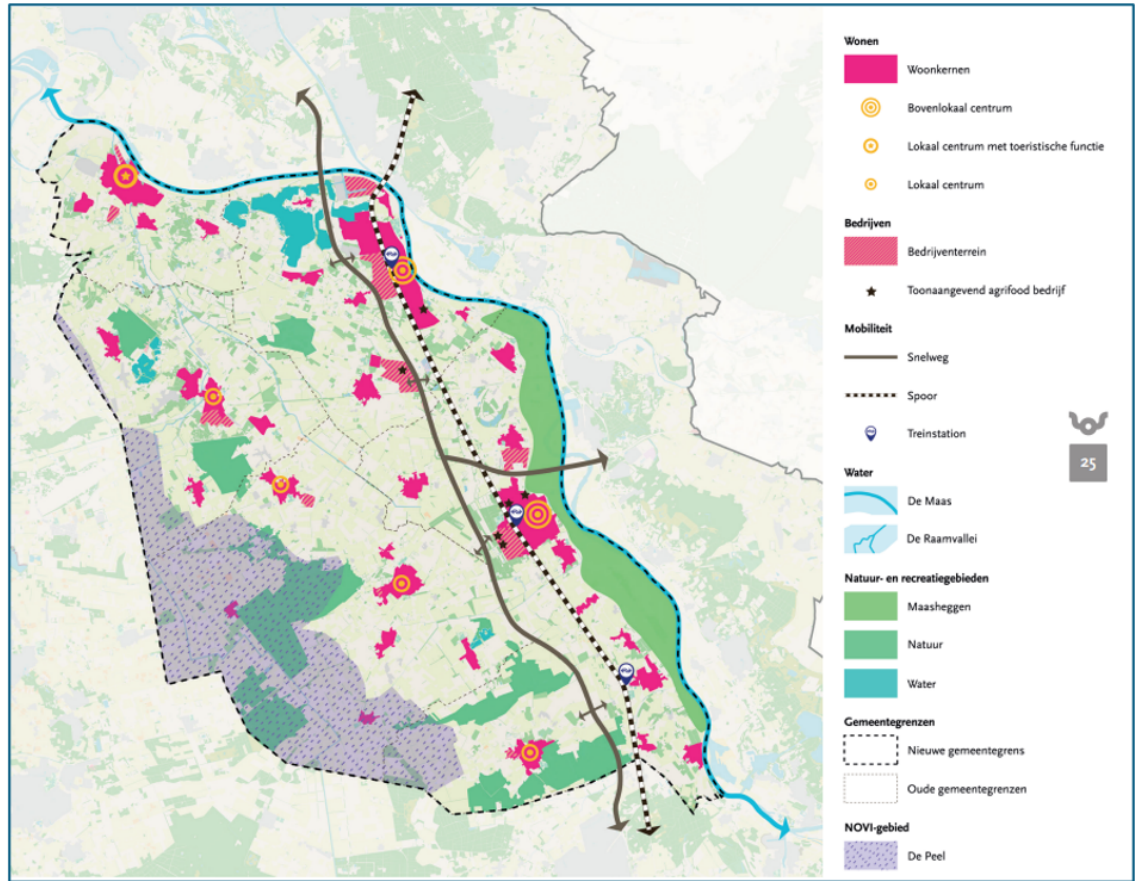 Wonen
Woonkernen
Bovenlokaal centrum
Lokaal centrum met toeristische functie
Lokaal centrum
Bedrijven
Bedrijventerrein
Toonaangevend agrifood bedrijf
Mobiliteit
Snelweg
Spoor
Treinstation
25
Water
De Maas
De Raamvallei
Natuur- en recreatiegebieden
Maasheggen
Natuur
Water
Gemeentegrenzen
Nieuwe gemeentegrens
Oude gemeentegrenzen
NOVI-gebied
De Peel